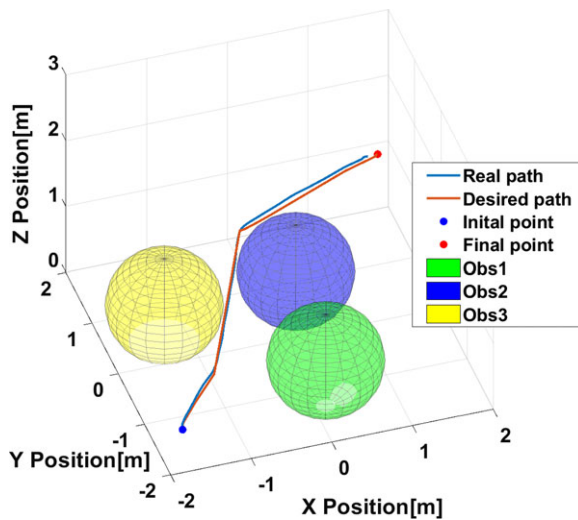 3
2
1
0
Z Position[m]
2
1
0
-1
-2
Y Position[m]
-2
-1
0
1
2
X Position[m]
Real path
Desired path
Inital point
Final point
Obs1
Obs2
Obs3